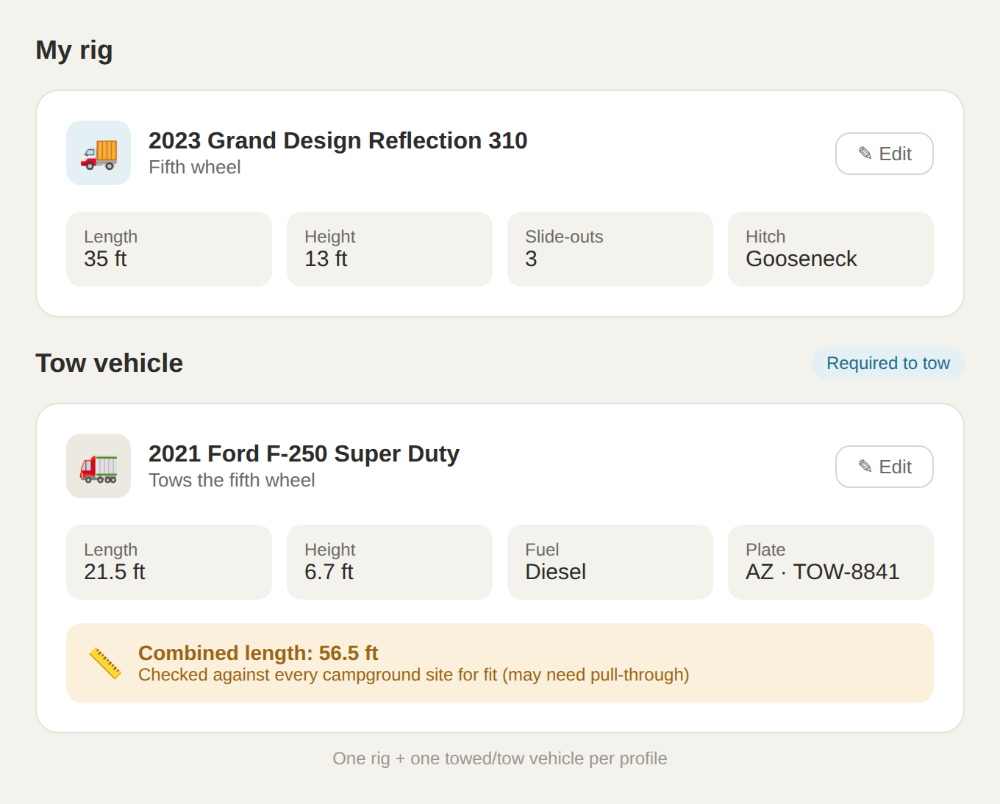 My rig
2023 Grand Design Reflection 310
Fifth wheel
✎ Edit
Length
35 ft
Height
13 ft
Slide-outs
3
Hitch
Gooseneck
Tow vehicle
Required to tow
2021 Ford F-250 Super Duty
Tows the fifth wheel
✎ Edit
Length
21.5 ft
Height
6.7 ft
Fuel
Diesel
Plate
AZ · TOW-8841
Combined length: 56.5 ft
Checked against every campground site for fit (may need pull-through)
One rig + one towed/tow vehicle per profile